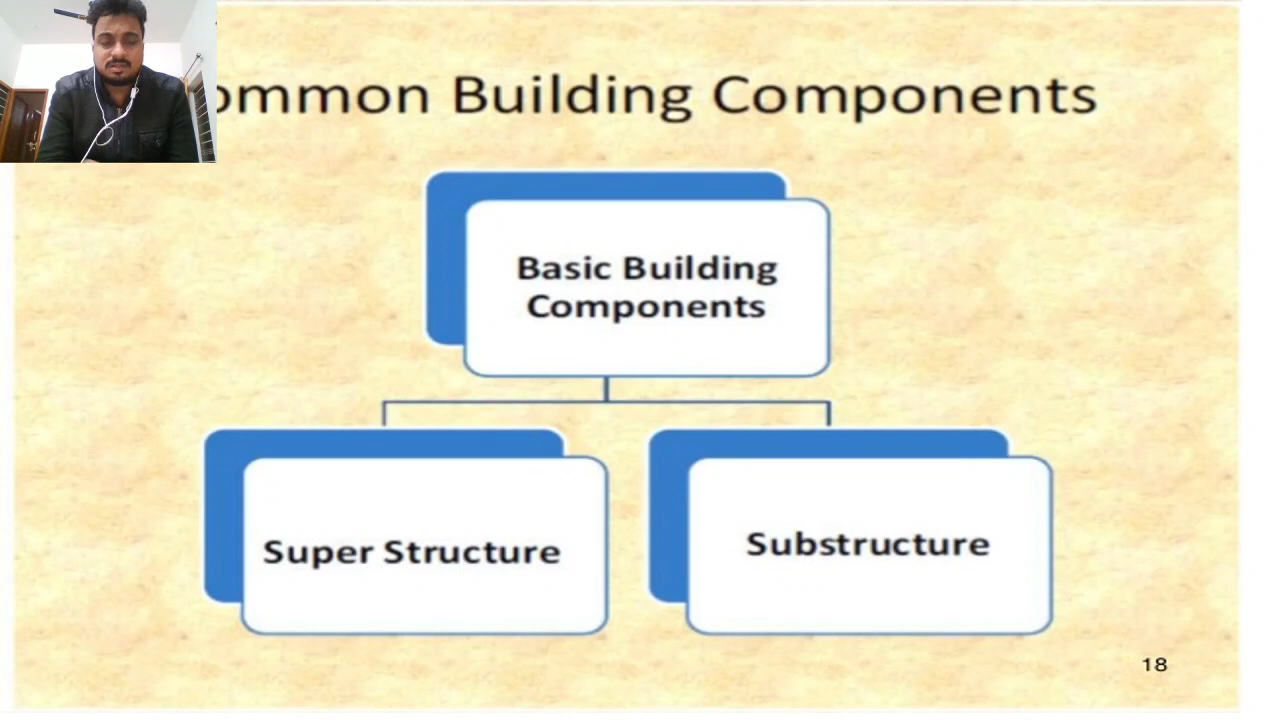 ommon Building Components
Basic Building
Components
Super Structure
Substructure
18